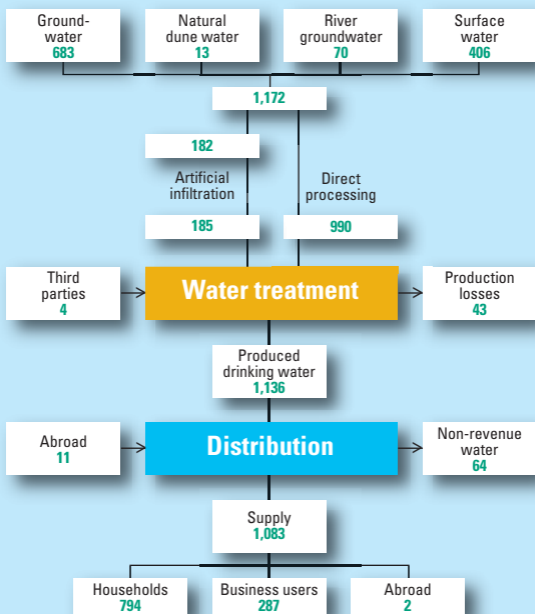 Ground-
water
683
Natural
dune water
13
River
groundwater
70
Surface
water
406
1,172
182
Artificial
infiltration
185
Direct
processing
990
Third
parties
4
Water treatment
Production
losses
43
Produced
drinking water
1,136
Abroad
11
Distribution
Non-revenue
water
64
Supply
1,083
Households
794
Business users
287
Abroad
2